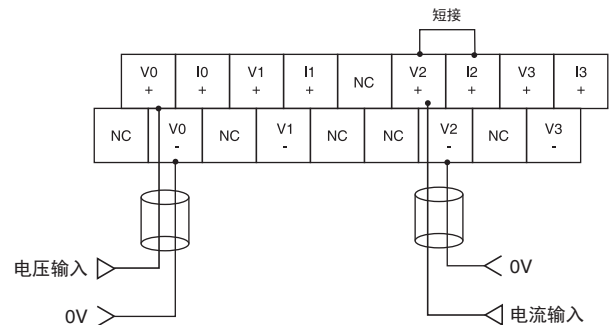 短接
V0 + I0 + V1 + I1 + NC V2 + I2 + V3 + I3 +
NC V0 - NC V1 - NC NC V2 - NC V3 -
电压输入
0V
0V
电流输入